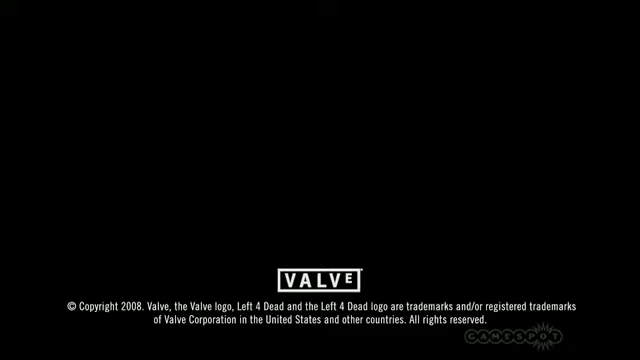 VALVE
© Copyright 2008. Valve, the Valve logo, Left 4 Dead and the Left 4 Dead logo are trademarks and/or registered trademarks
of Valve Corporation in the United States and other countries. All rights reserved.
GAMESPOT